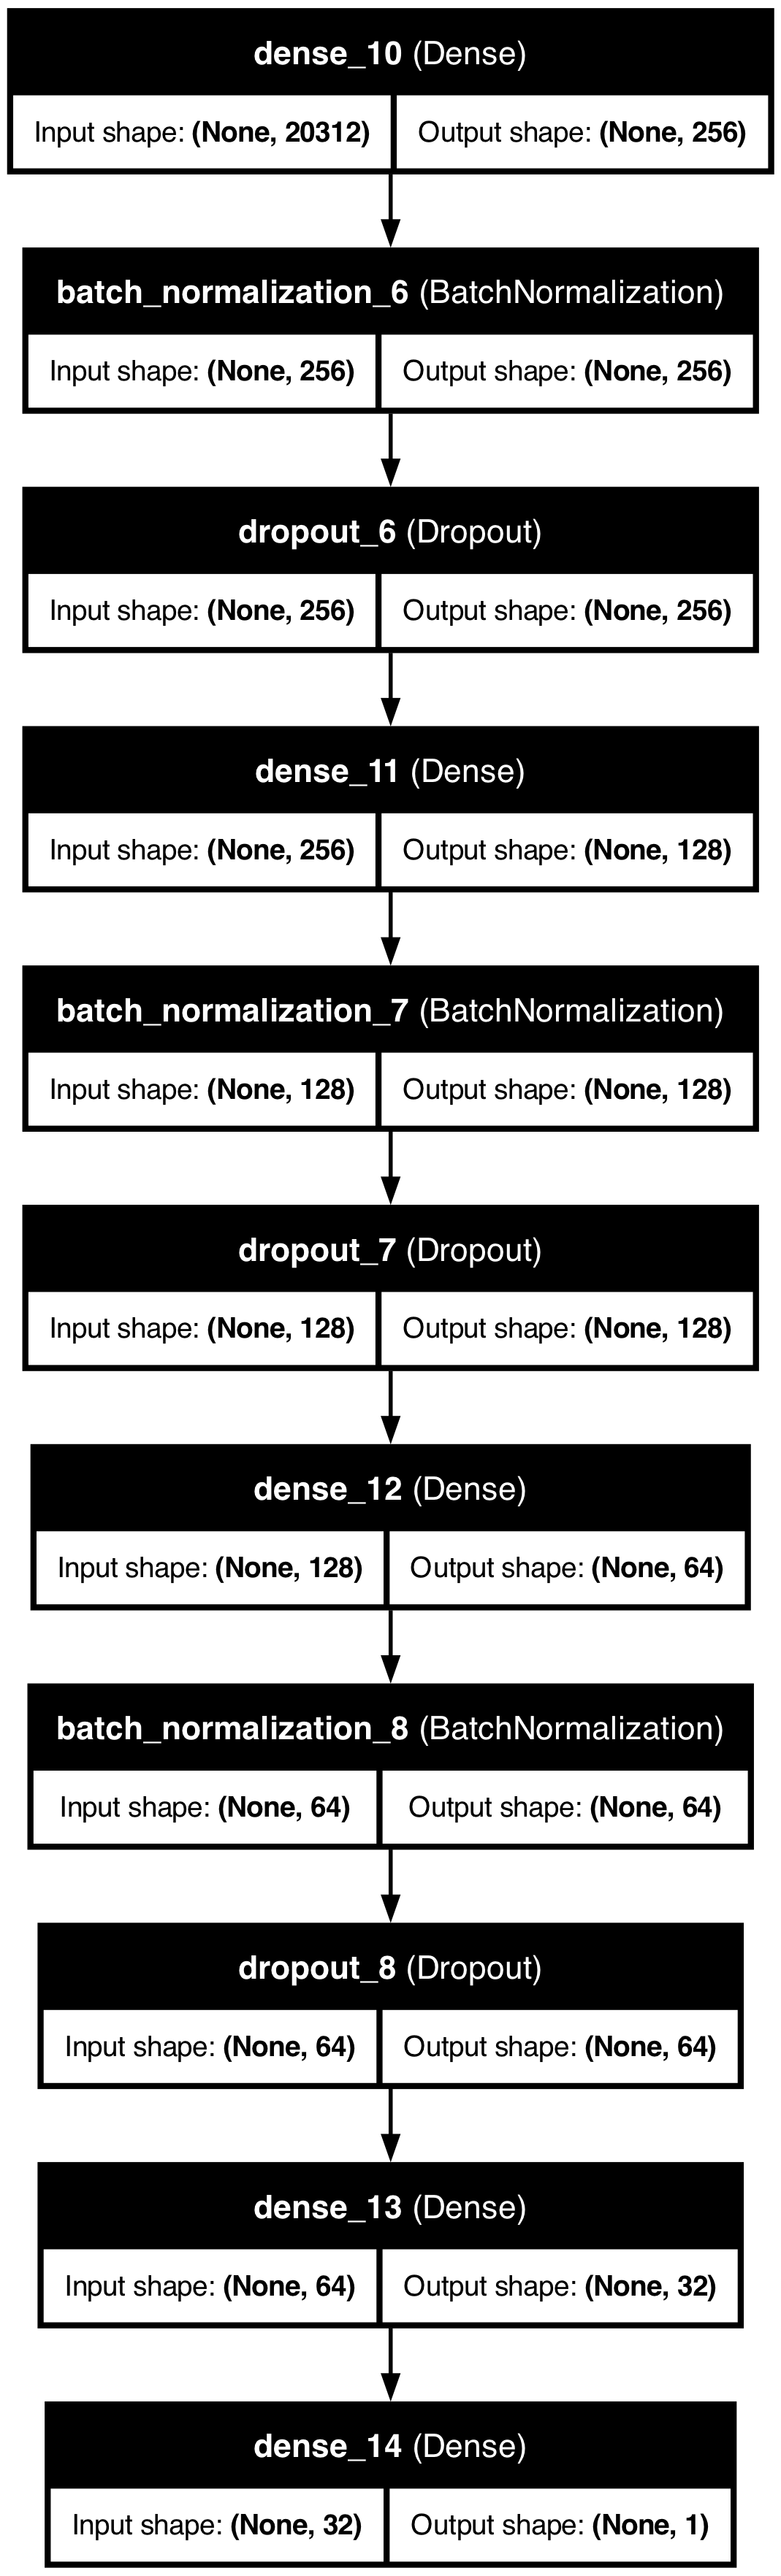 dense_10 (Dense)
Input shape: (None, 20312) Output shape: (None, 256)
batch_normalization_6 (BatchNormalization)
Input shape: (None, 256) Output shape: (None, 256)
dropout_6 (Dropout)
Input shape: (None, 256) Output shape: (None, 256)
dense_11 (Dense)
Input shape: (None, 256) Output shape: (None, 128)
batch_normalization_7 (BatchNormalization)
Input shape: (None, 128) Output shape: (None, 128)
dropout_7 (Dropout)
Input shape: (None, 128) Output shape: (None, 128)
dense_12 (Dense)
Input shape: (None, 128) Output shape: (None, 64)
batch_normalization_8 (BatchNormalization)
Input shape: (None, 64) Output shape: (None, 64)
dropout_8 (Dropout)
Input shape: (None, 64) Output shape: (None, 64)
dense_13 (Dense)
Input shape: (None, 64) Output shape: (None, 32)
dense_14 (Dense)
Input shape: (None, 32) Output shape: (None, 1)